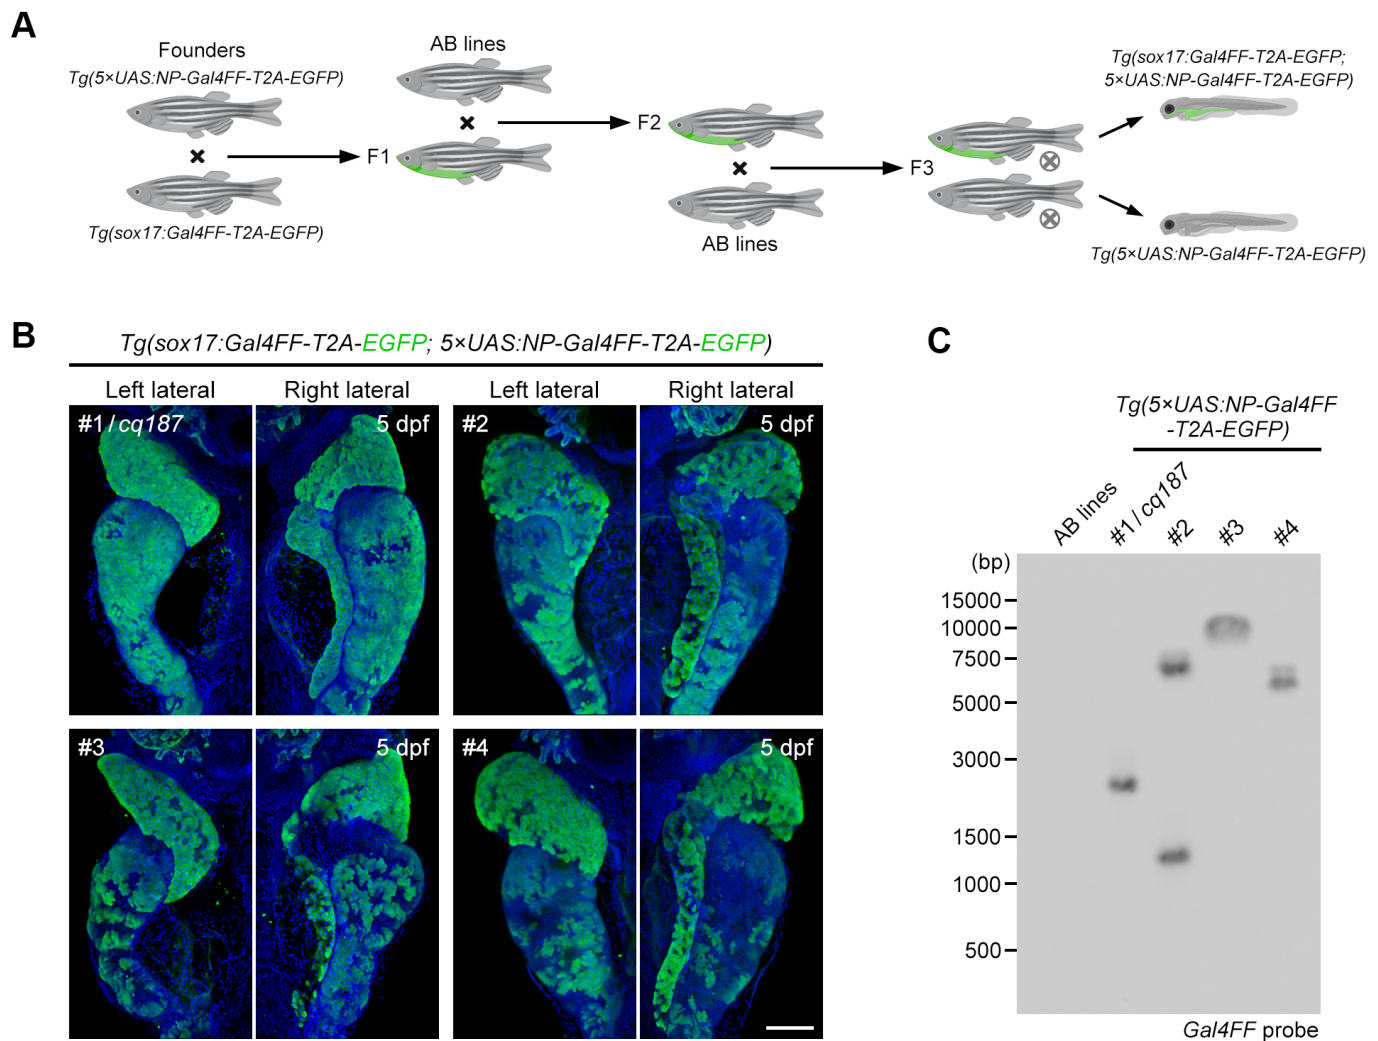 A
Founders
Tg(5×UAS:NP-Gal4FF-T2A-EGFP)
Tg(sox17:Gal4FF-T2A-EGFP)
F1
AB lines
F2
AB lines
F3
Tg(sox17:Gal4FF-T2A-EGFP;
5×UAS:NP-Gal4FF-T2A-EGFP)
Tg(5×UAS:NP-Gal4FF-T2A-EGFP)
B
Tg(sox17:Gal4FF-T2A-EGFP; 5×UAS:NP-Gal4FF-T2A-EGFP)
Left lateral Right lateral Left lateral Right lateral
#1/cq187 5 dpf #2 5 dpf
#3 5 dpf #4 5 dpf
C
Tg(5×UAS:NP-Gal4FF
-T2A-EGFP)
AB lines #1/cq187 #2 #3 #4
(bp)
15000
10000
7500
5000
3000
1500
1000
500
Gal4FF probe